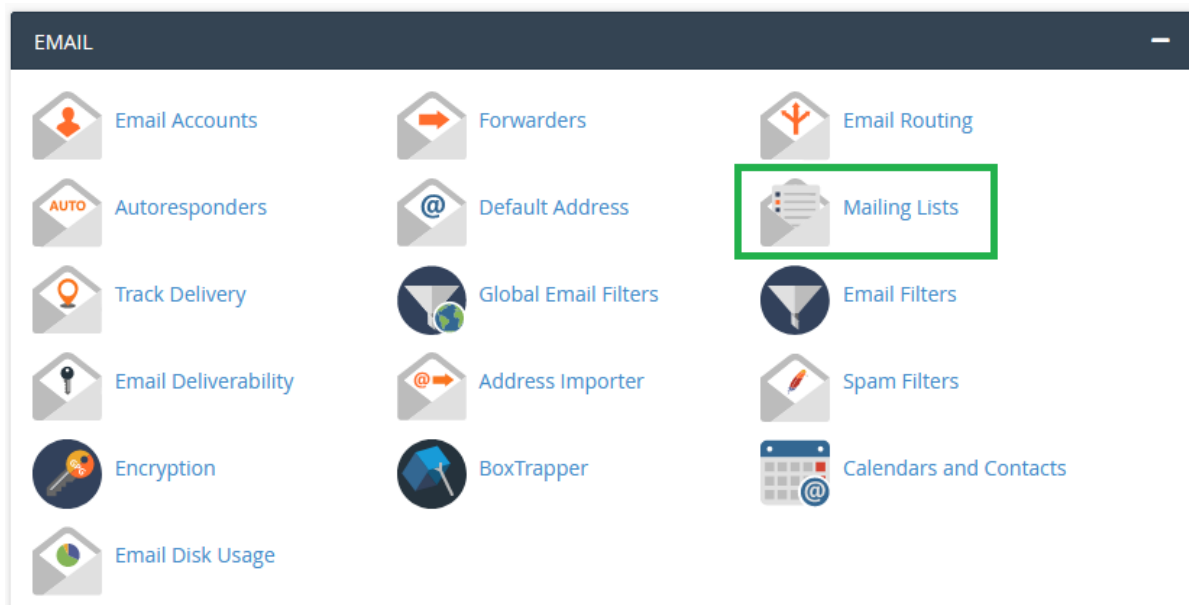 EMAIL
Email Accounts
Forwarders
Email Routing
AUTO
Autoresponders
@
Default Address
Mailing Lists
Track Delivery
Global Email Filters
Email Filters
Email Deliverability
@
Address Importer
Spam Filters
GPG
Encryption
BoxTrapper
@
Calendars and Contacts
Email Disk Usage